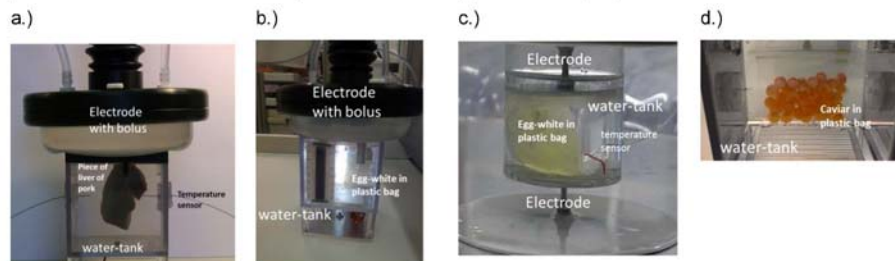 a.)
b.)
c.)
d.)
Electrode
with bolus
Piece of
liver of
pork
Temperature
sensor
water-tank
Electrode
with bolus
Egg-white in
plastic bag
water-tank
Electrode
water-tank
Egg-white in
plastic bag
temperature
sensor
Electrode
Caviar in
plastic bag
water-tank